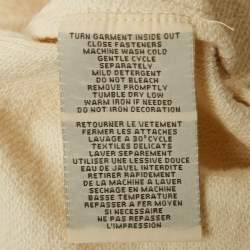 TURN GARMENT INSIDE OUT
CLOSE FASTENERS
MACHINE WASH COLD
GENTLE CYCLE
SEPARATELY
MILD DETERGENT
DO NOT BLEACH
REMOVE PROMPTLY
TUMBLE DRY LOW
WARM IRON IF NEEDED
DO NOT IRON DECORATION
RETOURNER LE VETEMENT
FERMER LES ATTACHES
LAVAGE A 30° CYCLE
TEXTILES DELICATS
LAVER SEPAREMENT
UTILISER UNE LESSIVE DOUCE
EAU DE JAVEL INTERDITE
RETIRER RAPIDEMENT
DE LA MACHINE A LAVER
SECHAGE EN MACHINE
BASSE TEMPERATURE
REPASSER A FER MOYEN
SI NECESSAIRE
NE PAS REPASSER
L'IMPRESSION